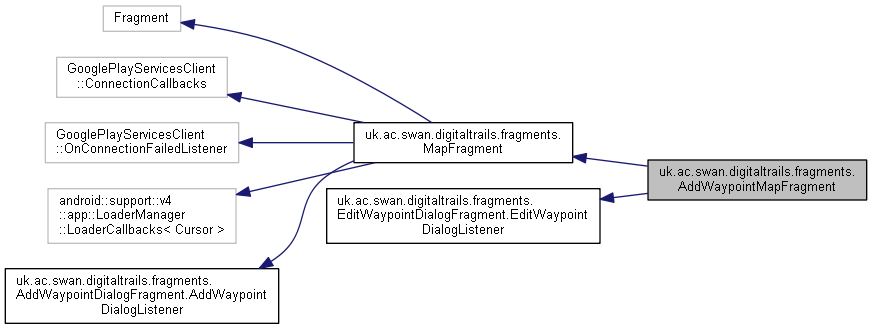 Fragment
GooglePlayServicesClient
::ConnectionCallbacks
GooglePlayServicesClient
::OnConnectionFailedListener
android::support::v4
::app::LoaderManager
::LoaderCallbacks< Cursor >
uk.ac.swan.digitaltrails.fragments.
AddWaypointDialogFragment.AddWaypoint
DialogListener
uk.ac.swan.digitaltrails.fragments.
MapFragment
uk.ac.swan.digitaltrails.fragments.
EditWaypointDialogFragment.EditWaypoint
DialogListener
uk.ac.swan.digitaltrails.fragments.
AddWaypointMapFragment